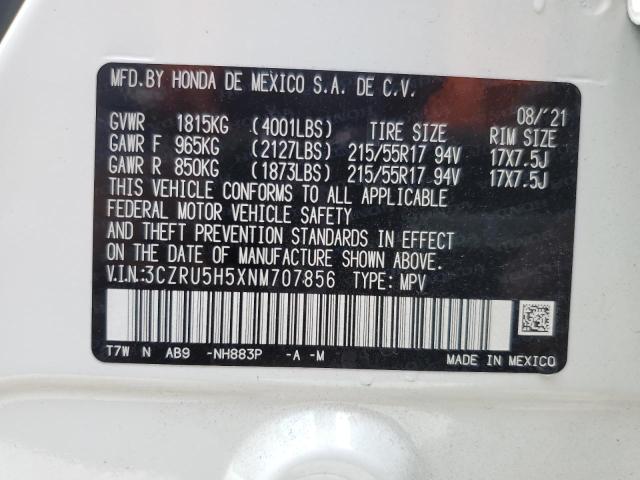 MFD.BY HONDA DE MEXICO S.A. DE C.V.
08/'21
GVWR 1815KG (4001LBS) TIRE SIZE RIM SIZE
GAWR F 965KG (2127LBS) 215/55R17 94V 17X7.5J
GAWR R 850KG (1873LBS) 215/55R17 94V 17X7.5J
THIS VEHICLE CONFORMS TO ALL APPLICABLE
FEDERAL MOTOR VEHICLE SAFETY
AND THEFT PREVENTION STANDARDS IN EFFECT
ON THE DATE OF MANUFACTURE SHOWN ABOVE.
V.I.N.:3CZRU5H5XNM707856 TYPE: MPV
T7W N AB9 -NH883P -A -M
MADE IN MEXICO